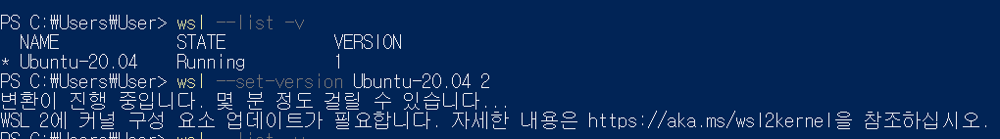 PS C:\Users\User> wsl --list -v
NAME STATE VERSION
* Ubuntu-20.04 Running 1
PS C:\Users\User> wsl --set-version Ubuntu-20.04 2
변환이 진행 중입니다. 몇 분 정도 걸릴 수 있습니다...
WSL 2에 커널 구성 요소 업데이트가 필요합니다. 자세한 내용은 https://aka.ms/wsl2kernel을 참조하십시오.
PS C:\Users\User> wsl --list -v